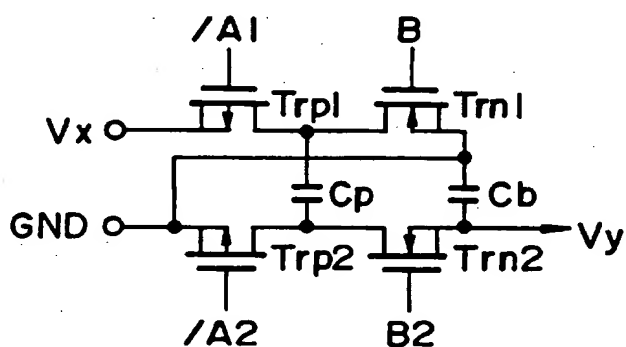 /A1 B
Trp1 Trn1
Vx
Cp Cb
GND Vy
Trp2 Trn2
/A2 B2